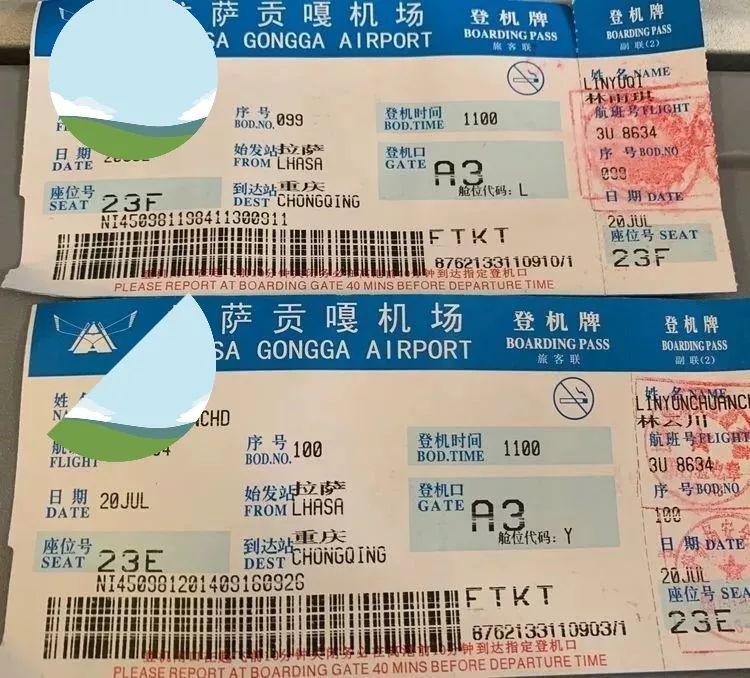 萨贡嘎机场 登机牌 登机牌
SA GONGGA AIRPORT BOARDING PASS BOARDING PASS
旅客联 副联(2)
姓名 NAME
LINYUQI
林雨琪
序号 登机时间 航班号 FLIGHT
BOD.NO. 099 BOD.TIME 1100 3U 8634
日期 始发站 拉萨 登机口 序号 BOD.NO
DATE FROM LHASA GATE A3 099
舱位代码: L
座位号 到达站 重庆 日期 DATE
SEAT 23F DEST CHONGQING 20JUL
NI450981198411300911 座位号 SEAT
ETKT 23F
8762133110910/1
PLEASE REPORT AT BOARDING GATE 40 MINS BEFORE DEPARTURE TIME
萨贡嘎机场 登机牌 登机牌
SA GONGGA AIRPORT BOARDING PASS BOARDING PASS
旅客联 副联(2)
姓名 NAME
LINYUNCHUANCH
林云川
NCHD
序号 登机时间 航班号 FLIGHT
FLIGHT BOD.NO. 100 BOD.TIME 1100 3U 8634
日期 始发站 拉萨 登机口 序号 BOD.NO
DATE 20JUL FROM LHASA GATE A3 100
舱位代码: Y
座位号 到达站 重庆 日期 DATE
SEAT 23E DEST CHONGQING 20JUL
NI450981201409160926 座位号 SEAT
ETKT 23E
8762133110903/1
PLEASE REPORT AT BOARDING GATE 40 MINS BEFORE DEPARTURE TIME